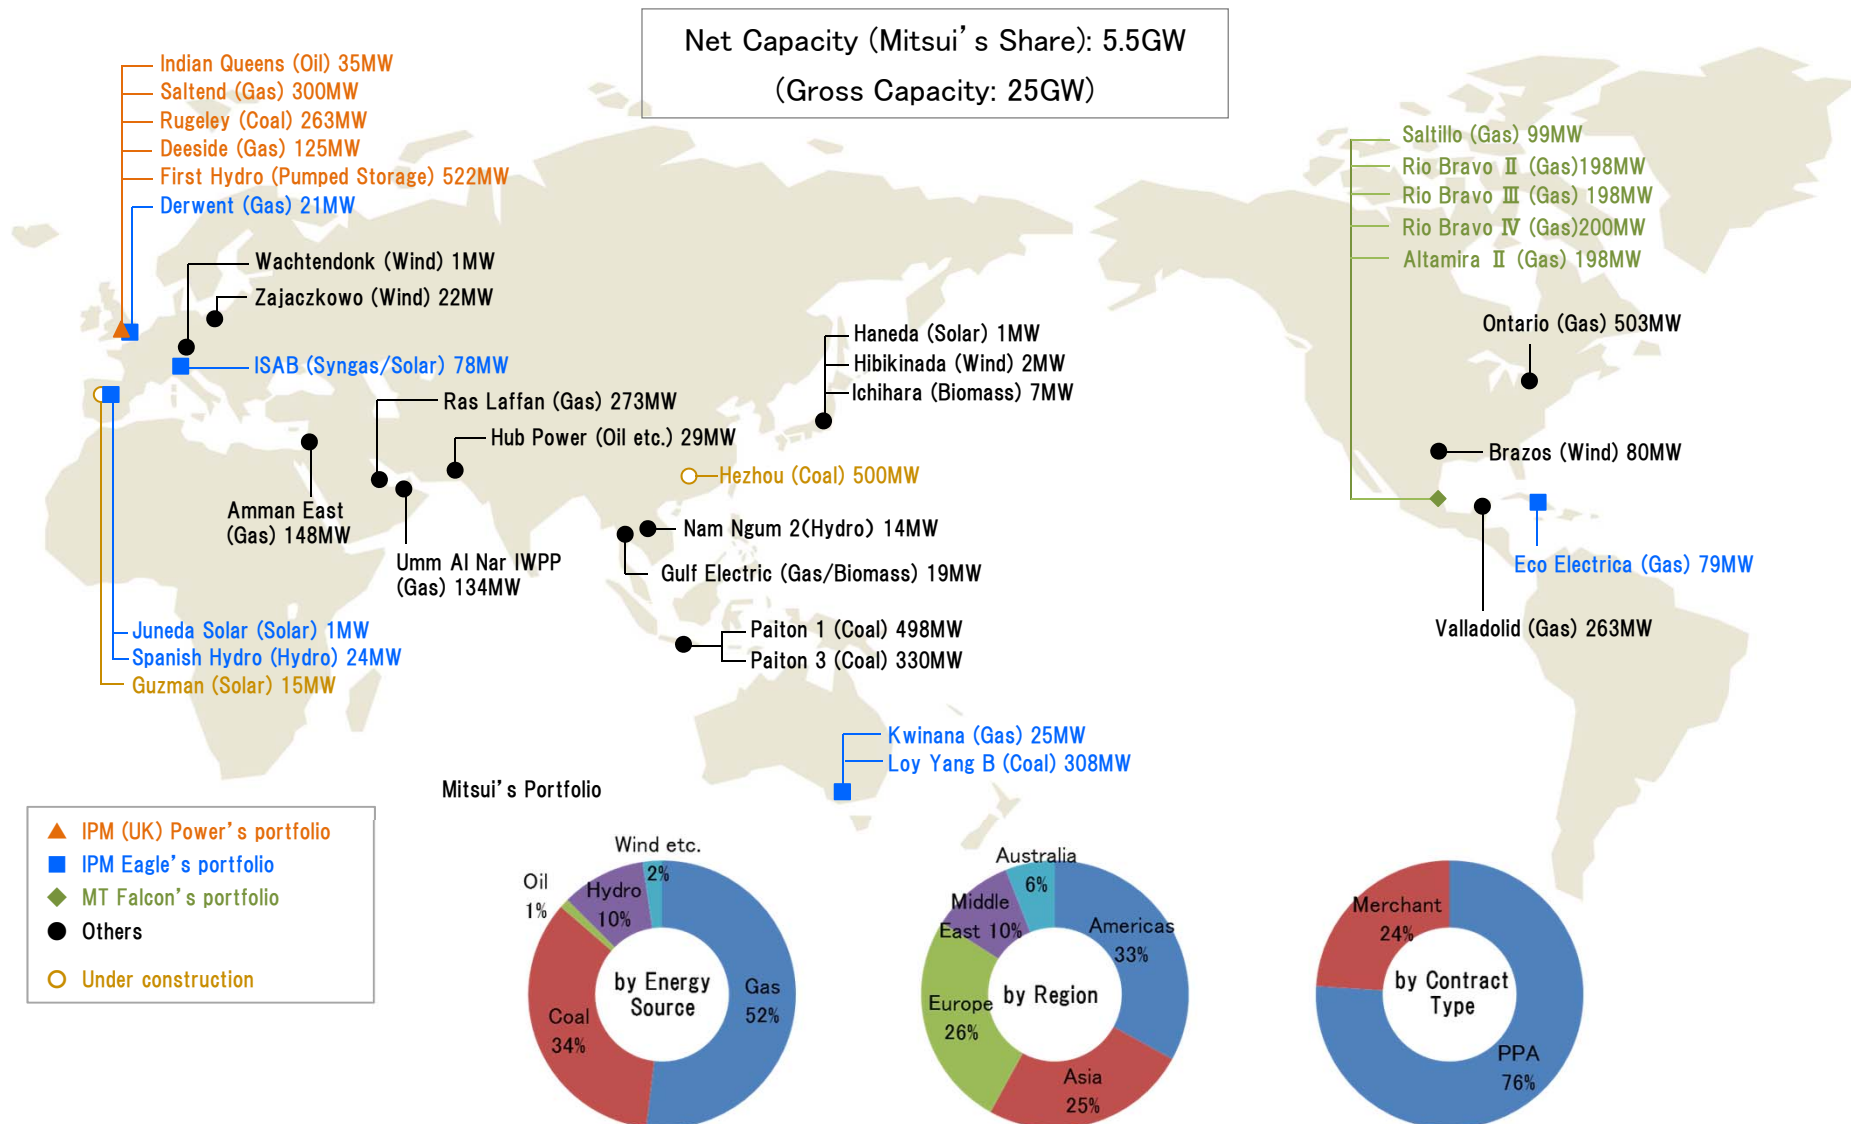 Net Capacity (Mitsui's Share): 5.5GW
(Gross Capacity: 25GW)
Indian Queens (Oil) 35MW
Saltend (Gas) 300MW
Rugeley (Coal) 263MW
Deeside (Gas) 125MW
First Hydro (Pumped Storage) 522MW
Derwent (Gas) 21MW
Wachtendonk (Wind) 1MW
Zajaczkowo (Wind) 22MW
ISAB (Syngas/Solar) 78MW
Ras Laffan (Gas) 273MW
Hub Power (Oil etc.) 29MW
Amman East
(Gas) 148MW
Umm Al Nar IWPP
(Gas) 134MW
Juneda Solar (Solar) 1MW
Spanish Hydro (Hydro) 24MW
Guzman (Solar) 15MW
Haneda (Solar) 1MW
Hibikinada (Wind) 2MW
Ichihara (Biomass) 7MW
Hezhou (Coal) 500MW
Nam Ngum 2(Hydro) 14MW
Gulf Electric (Gas/Biomass) 19MW
Paiton 1 (Coal) 498MW
Paiton 3 (Coal) 330MW
Kwinana (Gas) 25MW
Loy Yang B (Coal) 308MW
Saltillo (Gas) 99MW
Rio Bravo Ⅱ (Gas)198MW
Rio Bravo Ⅲ (Gas) 198MW
Rio Bravo Ⅳ (Gas)200MW
Altamira Ⅱ (Gas) 198MW
Ontario (Gas) 503MW
Brazos (Wind) 80MW
Eco Electrica (Gas) 79MW
Valladolid (Gas) 263MW
Mitsui's Portfolio
IPM (UK) Power's portfolio
IPM Eagle's portfolio
MT Falcon's portfolio
Others
Under construction
Wind etc.
2%
Oil
1%
Hydro
10%
Gas
52%
Coal
34%
by Energy
Source
Australia
6%
Middle
East 10%
Americas
33%
Europe
26%
Asia
25%
by Region
Merchant
24%
PPA
76%
by Contract
Type